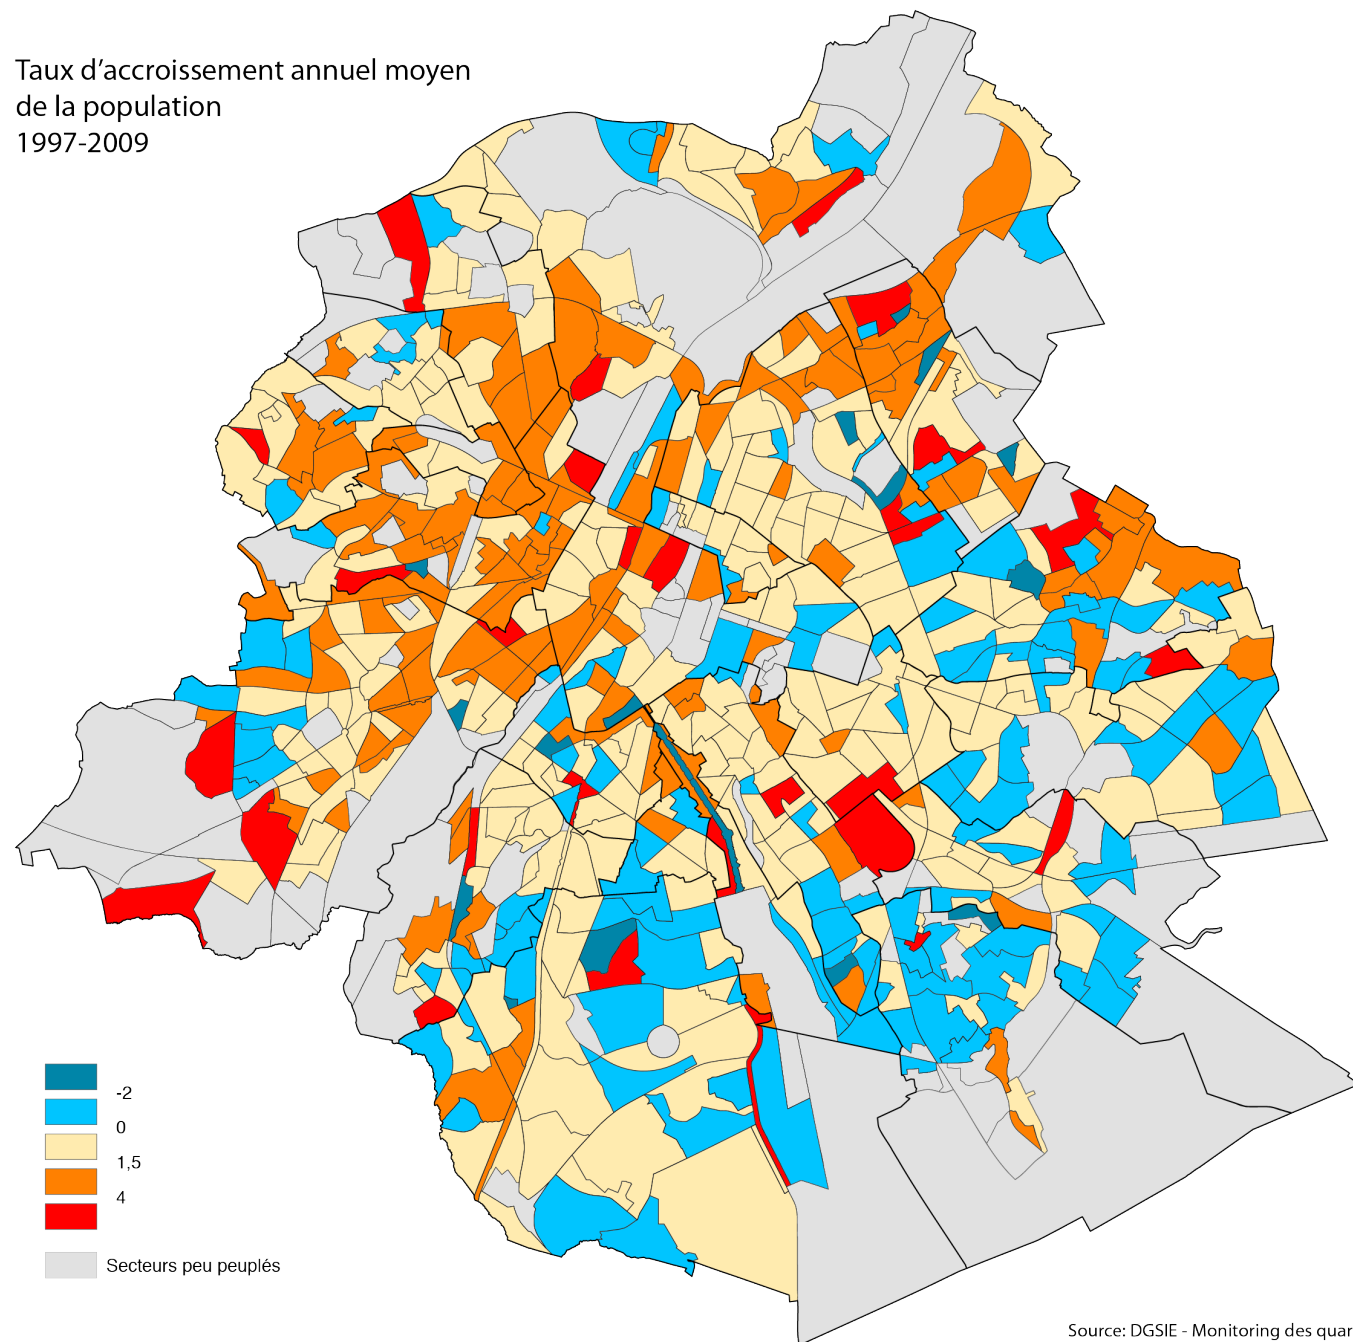 Taux d'accroissement annuel moyen
de la population
1997-2009
-2
0
1,5
4
Secteurs peu peuplés
Source: DGSIE - Monitoring des quar